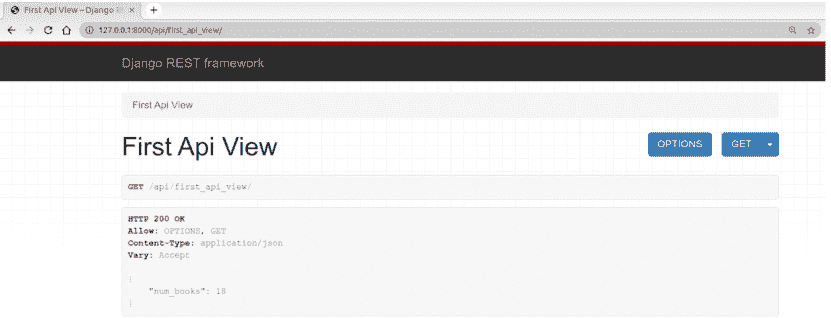 First Api View – Django R
127.0.0.1:8000/api/first_api_view/
Django REST framework
First Api View
First Api View
OPTIONS
GET
GET /api/first_api_view/
HTTP 200 OK
Allow: OPTIONS, GET
Content-Type: application/json
Vary: Accept
{
"num_books": 18
}